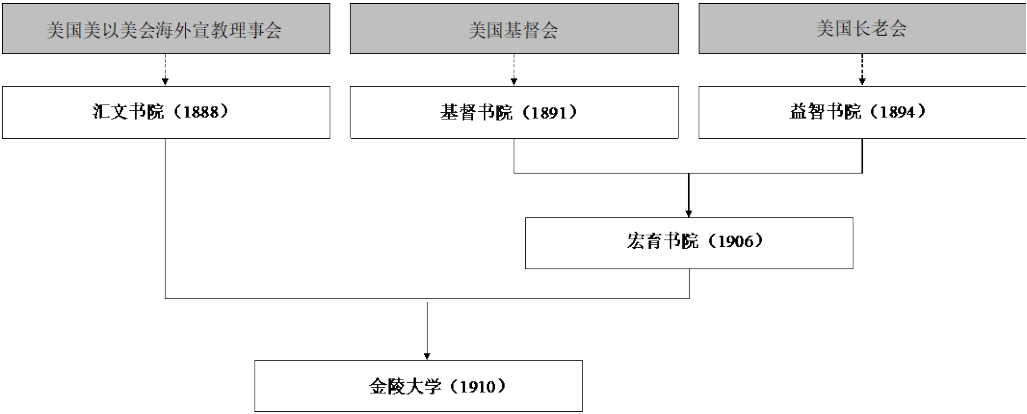 美国美以美会海外宣教理事会
美国基督会
美国长老会
汇文书院（1888）
基督书院（1891）
益智书院（1894）
宏育书院（1906）
金陵大学（1910）